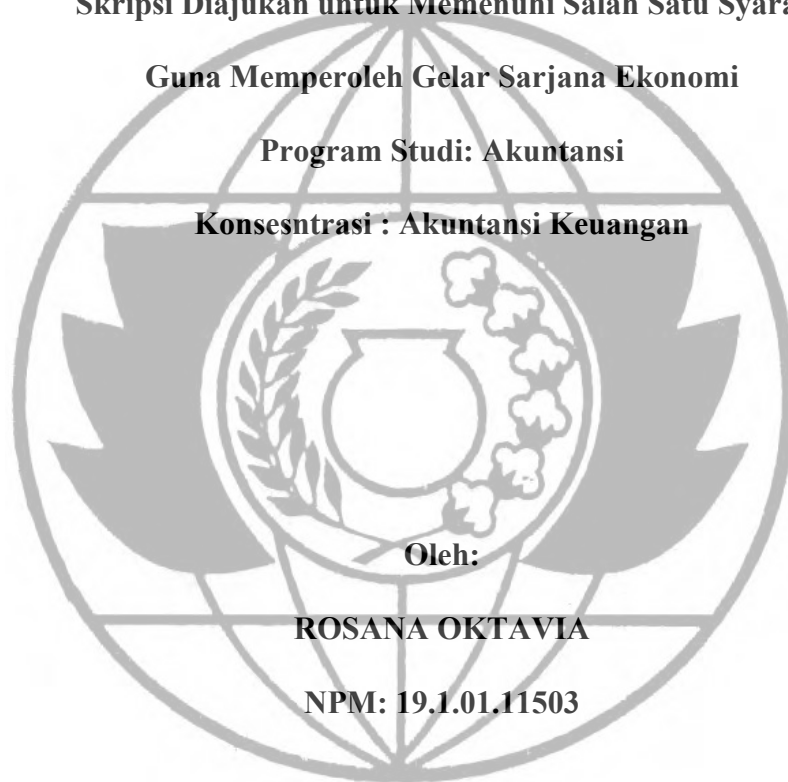 Skripsi Diajukan untuk Memenuhi Salah Satu
Guna Memperoleh Gelar Sarjana Ekonomi
Program Studi: Akuntansi
Konsesntrasi : Akuntansi Keuangan
Oleh:
ROSANA OKTAVIA
NPM: 19.1.01.11503